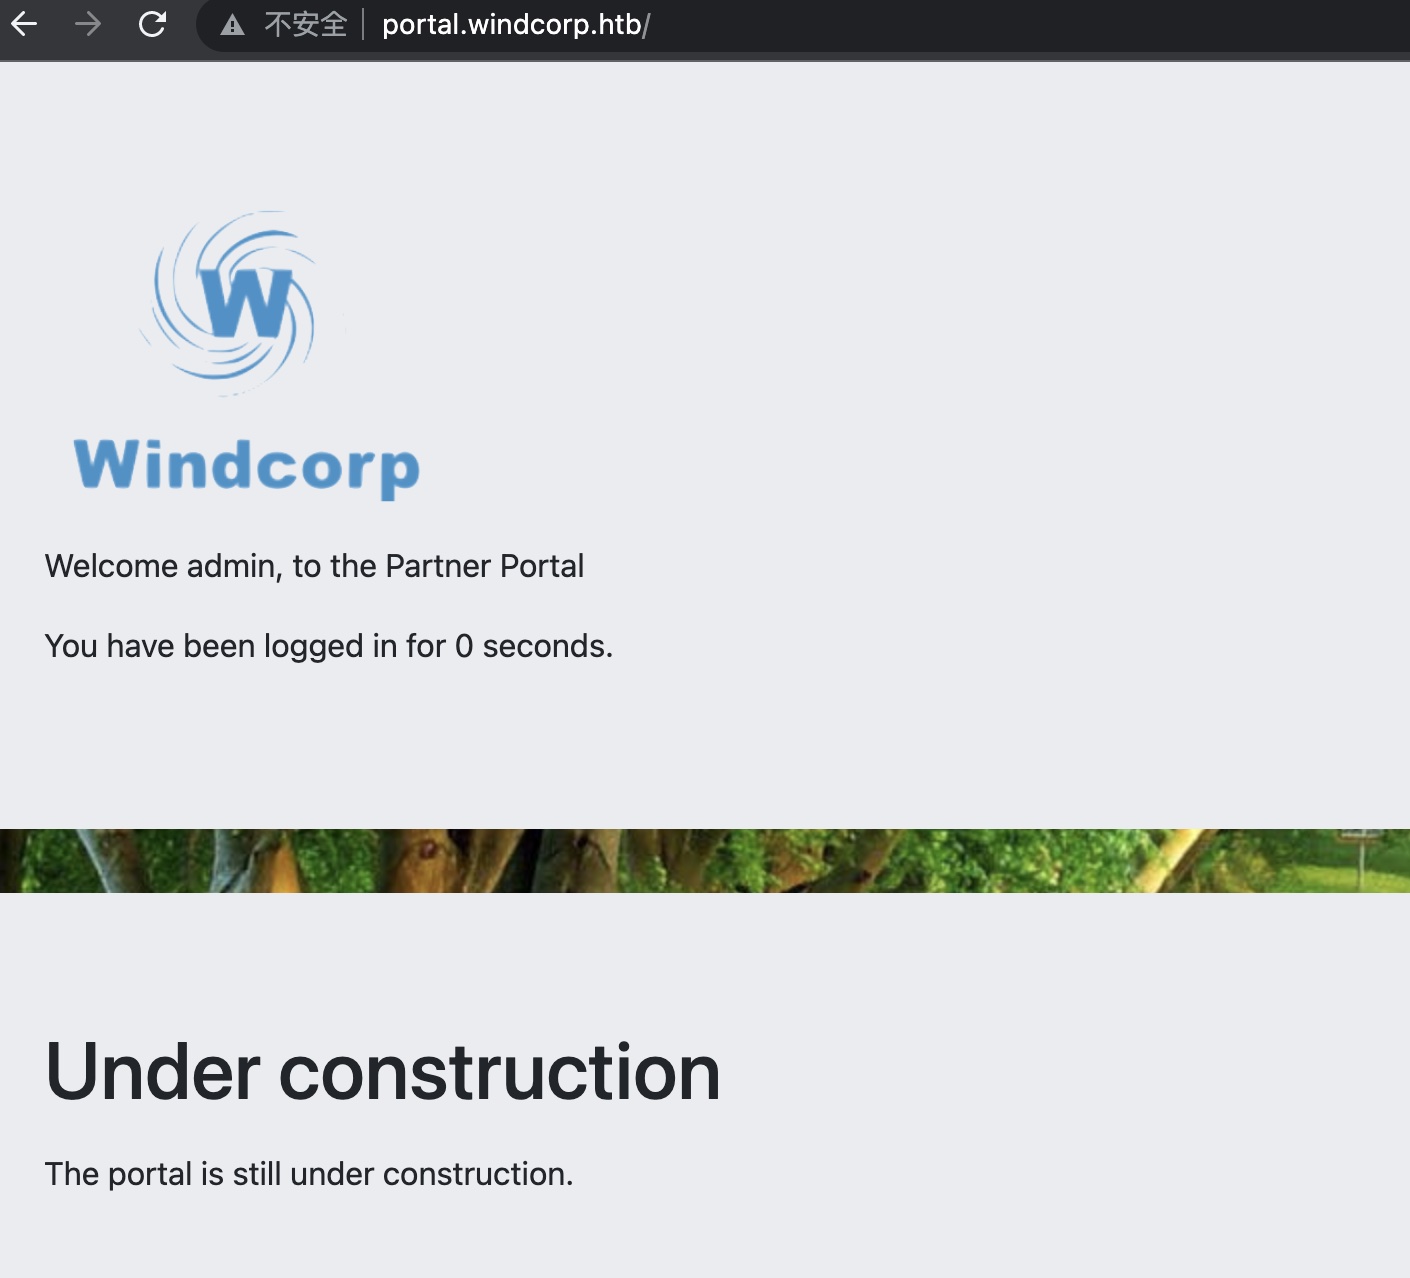 不安全 portal.windcorp.htb/
W
Windcorp
Welcome admin, to the Partner Portal
You have been logged in for 0 seconds.
Under construction
The portal is still under construction.